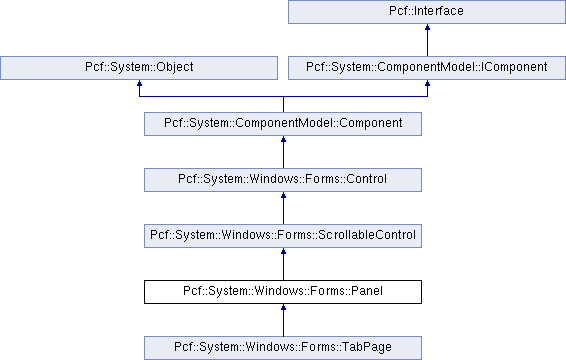 Pcf::Interface
Pcf::System::Object
Pcf::System::ComponentModel::IComponent
Pcf::System::ComponentModel::Component
Pcf::System::Windows::Forms::Control
Pcf::System::Windows::Forms::ScrollableControl
Pcf::System::Windows::Forms::Panel
Pcf::System::Windows::Forms::TabPage